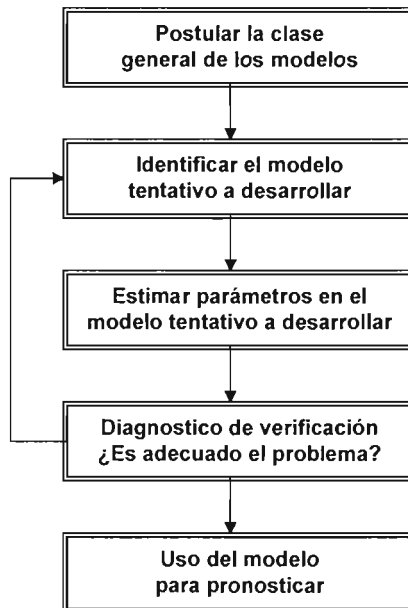 Postular la clase
general de los modelos
Identificar el modelo
tentativo a desarrollar
Estimar parámetros en el
modelo tentativo a desarrollar
Diagnostico de verificación
¿Es adecuado el problema?
Uso del modelo
para pronosticar